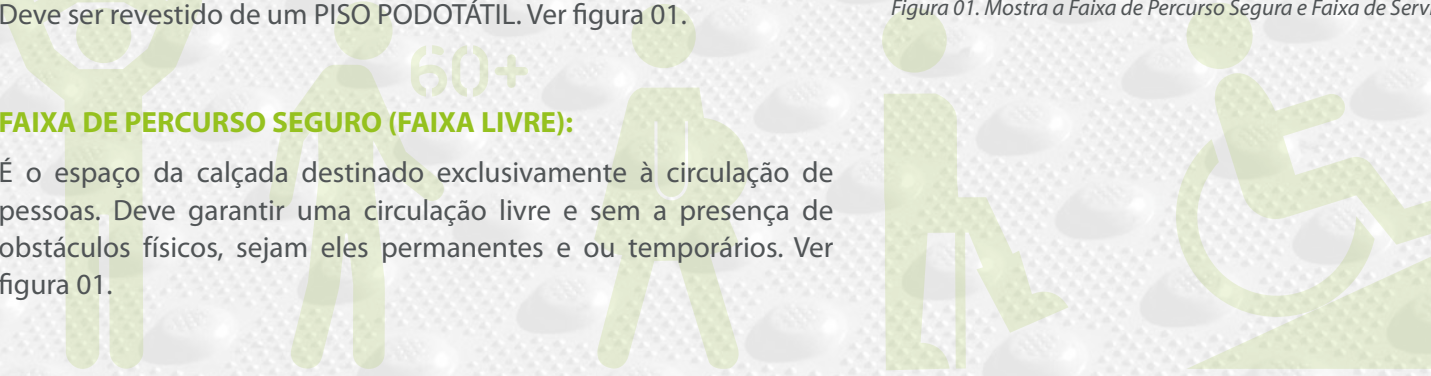 Deve ser revestido de um PISO PODOTÁTIL. Ver figura 01.
60+
FAIXA DE PERCURSO SEGURO (FAIXA LIVRE):
É o espaço da calçada destinado exclusivamente à circulação de
pessoas. Deve garantir uma circulação livre e sem a presença de
obstáculos físicos, sejam eles permanentes e ou temporários. Ver
figura 01.
Figura 01. Mostra a Faixa de Percurso Segura e Faixa de